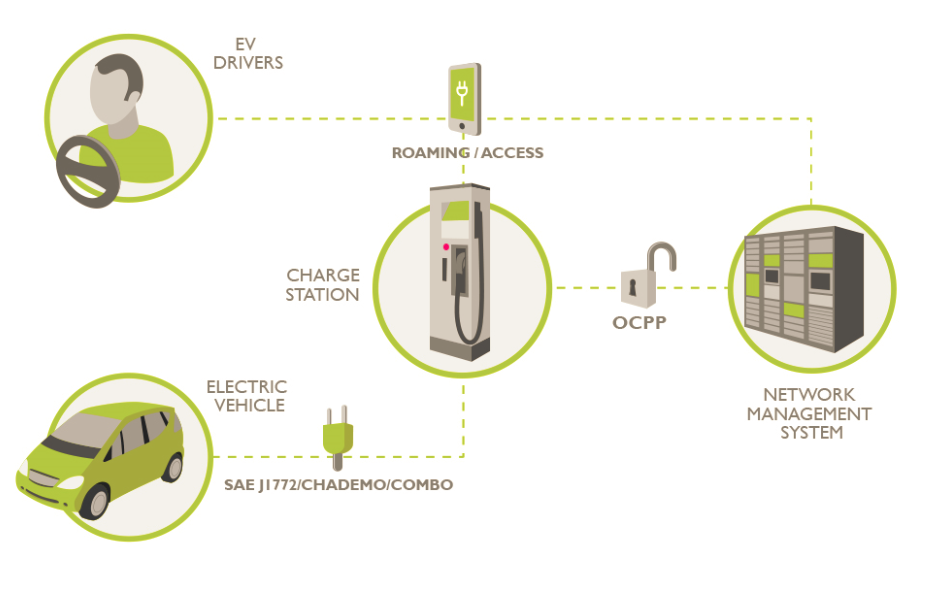 EV
DRIVERS
ROAMING / ACCESS
CHARGE
STATION
OCPP
ELECTRIC
VEHICLE
NETWORK
MANAGEMENT
SYSTEM
SAE J1772/CHADEMO/COMBO